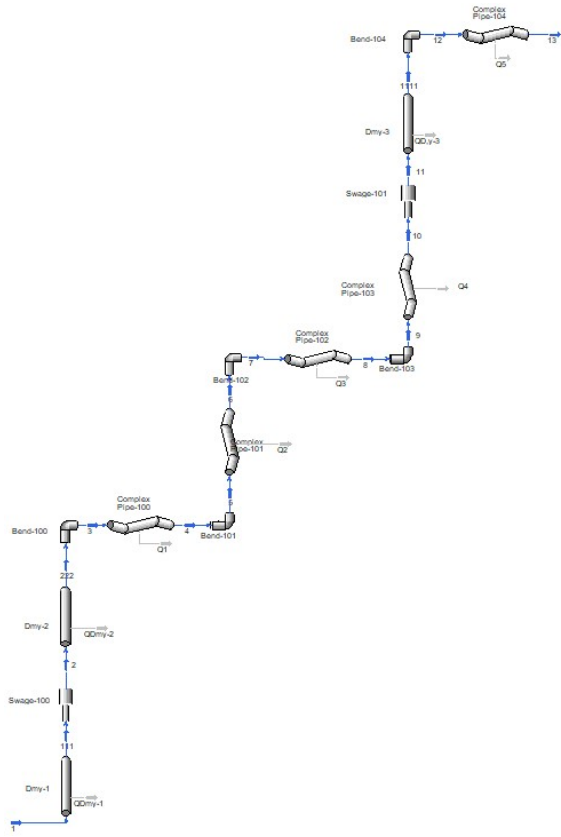 Complex
Pipe-104
Bend-104
12
13
Q5
1111
Dmy-3
QD,y-3
11
Swage-101
10
Complex
Pipe-103
Q4
9
Complex
Pipe-102
7
8
Bend-103
Bend-102
Q3
6
Complex
Pipe-101
Q2
5
Complex
Pipe-100
Bend-100
3
4
Bend-101
Q1
222
Dmy-2
QDmy-2
2
Swage-100
111
Dmy-1
QDmy-1
1